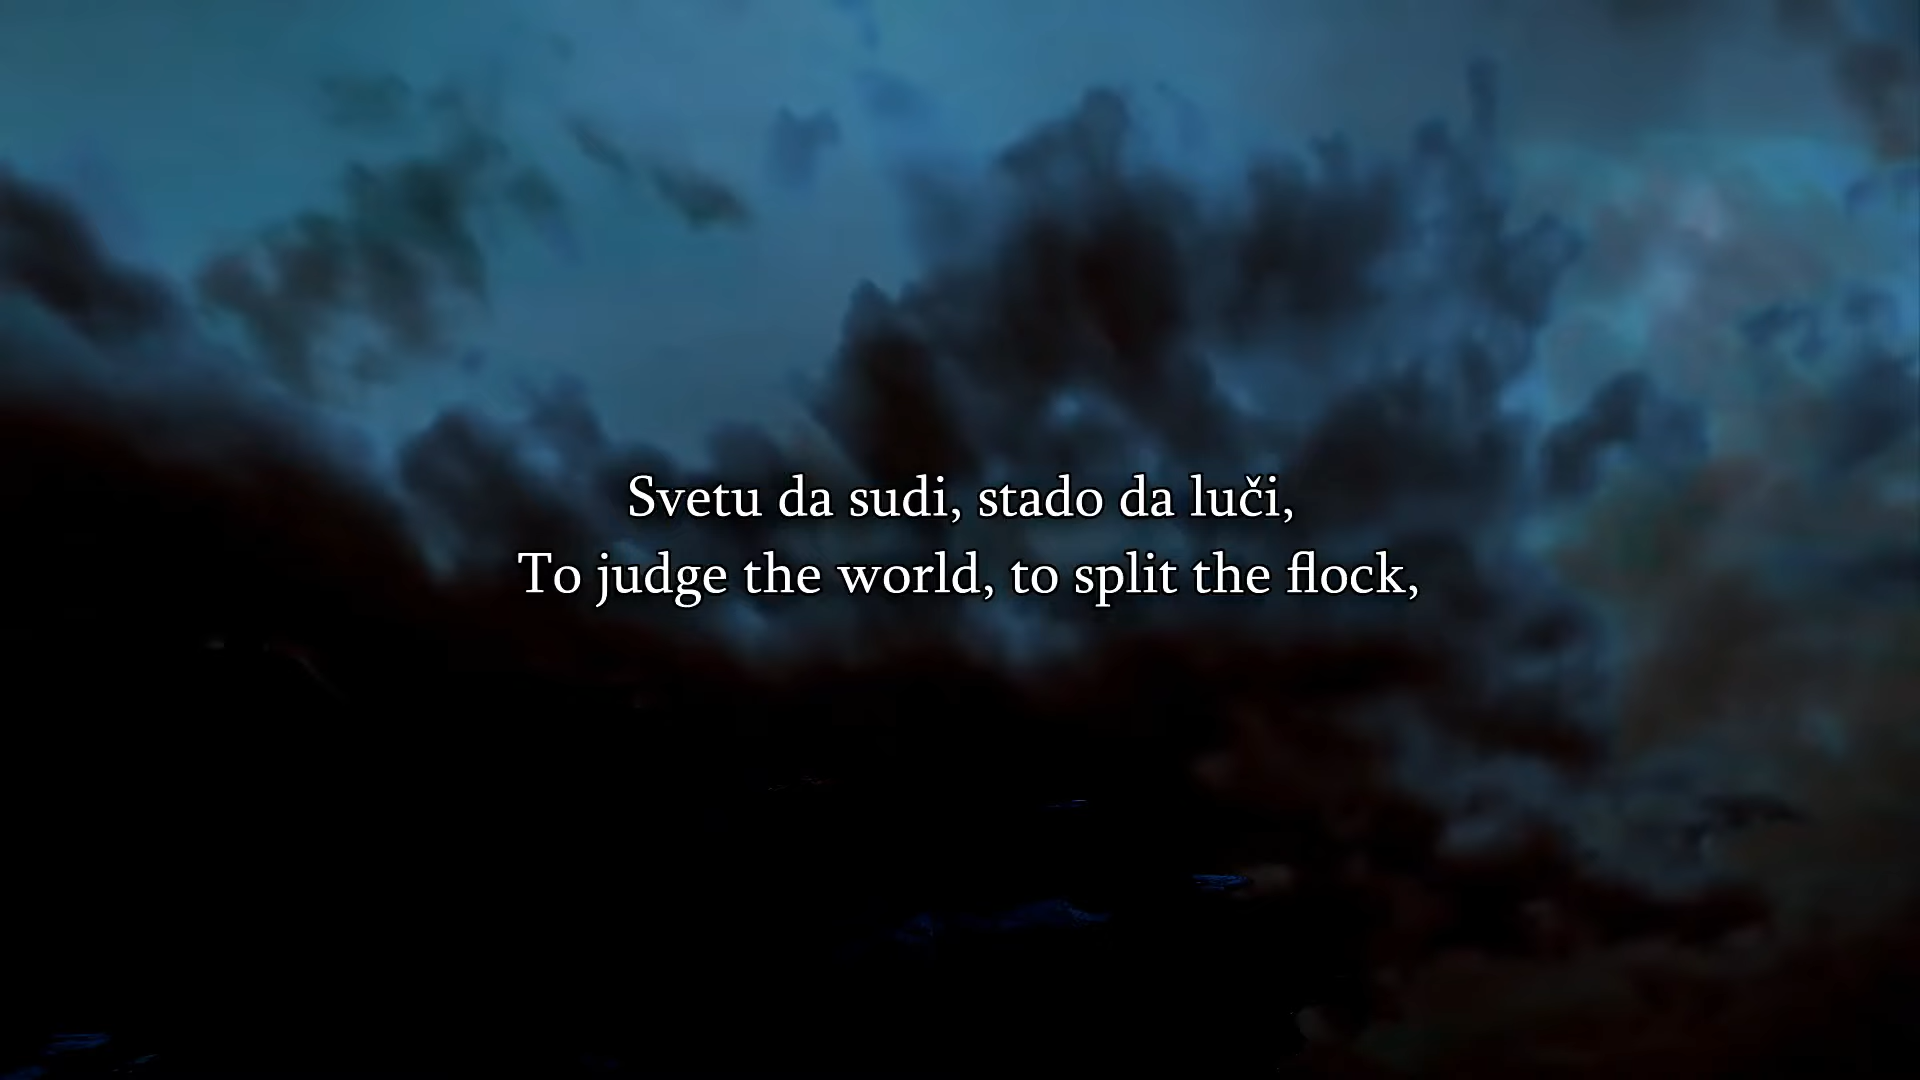 Svetu da sudi, stado da luči,
To judge the world, to split the flock,